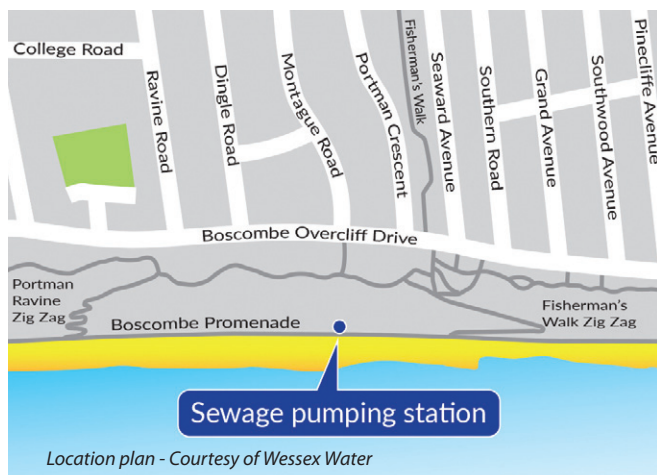 College Road
Ravine Road
Dingle Road
Montague Road
Portman Crescent
Fisherman's Walk
Seaward Avenue
Southern Road
Grand Avenue
Southwood Avenue
Pinecliffe Avenue
Boscombe Overcliff Drive
Portman
Ravine
Zig Zag
Boscombe Promenade
Fisherman's
Walk Zig Zag
Sewage pumping station
Location plan - Courtesy of Wessex Water